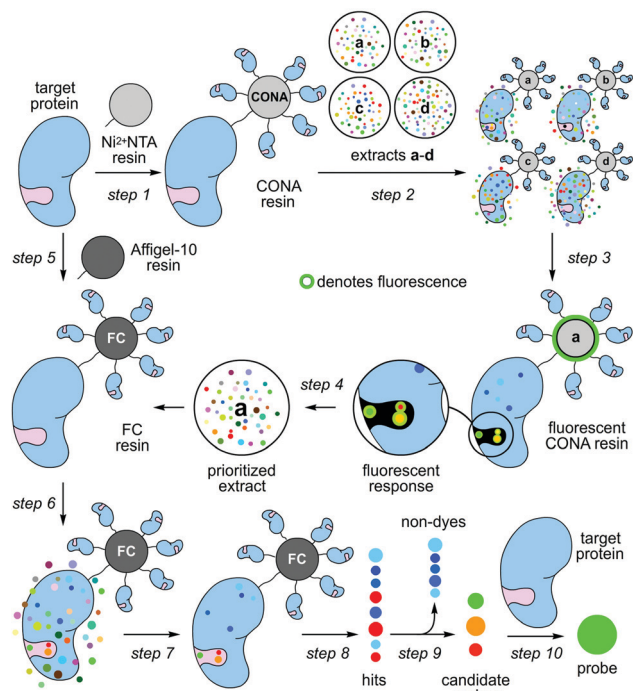 target
protein
Ni²⁺NTA
resin
step 1
CONA
CONA
resin
a
b
c
d
extracts a-d
step 2
a
b
c
d
step 3
step 5
Affigel-10
resin
denotes fluorescence
FC
FC
resin
a
prioritized
extract
step 4
fluorescent
response
a
fluorescent
CONA resin
step 6
FC
step 7
FC
step 8
hits
non-dyes
step 9
candidate
target
protein
step 10
probe